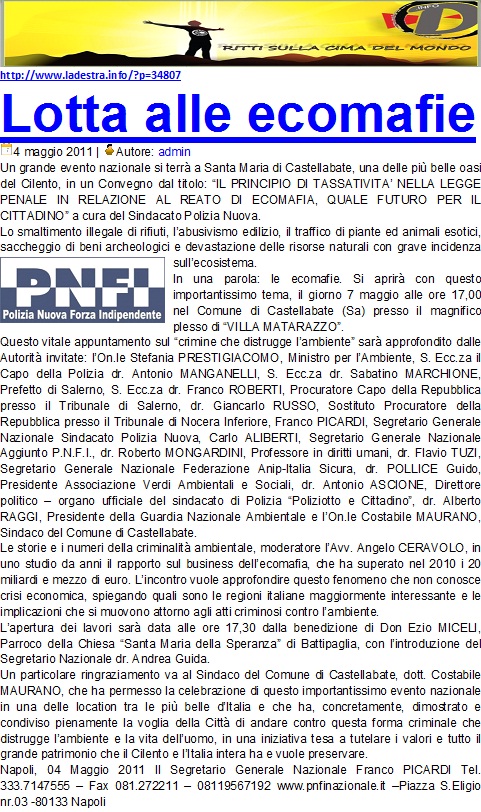 INFO
D
RITTI SULLA CIMA DEL MONDO
http://www.ladestra.info/?p=34807
Lotta alle ecomafie
4 maggio 2011 | Autore: admin
Un grande evento nazionale si terrà a Santa Maria di Castellabate, una delle più belle oasi
del Cilento, in un Convegno dal titolo: “IL PRINCIPIO DI TASSATIVITA’ NELLA LEGGE
PENALE IN RELAZIONE AL REATO DI ECOMAFIA, QUALE FUTURO PER IL
CITTADINO” a cura del Sindacato Polizia Nuova.
Lo smaltimento illegale di rifiuti, l’abusivismo edilizio, il traffico di piante ed animali esotici,
saccheggio di beni archeologici e devastazione delle risorse naturali con grave incidenza
sull’ecosistema.
In una parola: le ecomafie. Si aprirà con questo
importantissimo tema, il giorno 7 maggio alle ore 17,00
nel Comune di Castellabate (Sa) presso il magnifico
plesso di “VILLA MATARAZZO”.
PNFI
Polizia Nuova Forza Indipendente
Questo vitale appuntamento sul “crimine che distrugge l’ambiente” sarà approfondito dalle
Autorità invitate: l’On.le Stefania PRESTIGIACOMO, Ministro per l’Ambiente, S. Ecc.za il
Capo della Polizia dr. Antonio MANGANELLI, S. Ecc.za dr. Sabatino MARCHIONE,
Prefetto di Salerno, S. Ecc.za dr. Franco ROBERTI, Procuratore Capo della Repubblica
presso il Tribunale di Salerno, dr. Giancarlo RUSSO, Sostituto Procuratore della
Repubblica presso il Tribunale di Nocera Inferiore, Franco PICARDI, Segretario Generale
Nazionale Sindacato Polizia Nuova, Carlo ALIBERTI, Segretario Generale Nazionale
Aggiunto P.N.F.I., dr. Roberto MONGARDINI, Professore in diritti umani, dr. Flavio TUZI,
Segretario Generale Nazionale Federazione Anip-Italia Sicura, dr. POLLICE Guido,
Presidente Associazione Verdi Ambientali e Sociali, dr. Antonio ASCIONE, Direttore
politico – organo ufficiale del sindacato di Polizia “Poliziotto e Cittadino”, dr. Alberto
RAGGI, Presidente della Guardia Nazionale Ambientale e l’On.le Costabile MAURANO,
Sindaco del Comune di Castellabate.
Le storie e i numeri della criminalità ambientale, moderatore l’Avv. Angelo CERAVOLO, in
uno studio da anni il rapporto sul business dell’ecomafia, che ha superato nel 2010 i 20
miliardi e mezzo di euro. L’incontro vuole approfondire questo fenomeno che non conosce
crisi economica, spiegando quali sono le regioni italiane maggiormente interessante e le
implicazioni che si muovono attorno agli atti criminosi contro l’ambiente.
L’apertura dei lavori sarà data alle ore 17,30 dalla benedizione di Don Ezio MICELI,
Parroco della Chiesa “Santa Maria della Speranza” di Battipaglia, con l’introduzione del
Segretario Nazionale dr. Andrea Guida.
Un particolare ringraziamento va al Sindaco del Comune di Castellabate, dott. Costabile
MAURANO, che ha permesso la celebrazione di questo importantissimo evento nazionale
in una delle location tra le più belle d’Italia e che ha, concretamente, dimostrato e
condiviso pienamente la voglia della Città di andare contro questa forma criminale che
distrugge l’ambiente e la vita dell’uomo, in una iniziativa tesa a tutelare i valori e tutto il
grande patrimonio che il Cilento e l’Italia intera ha e vuole preservare.
Napoli, 04 Maggio 2011 Il Segretario Generale Nazionale Franco PICARDI Tel.
333.7147555 – Fax 081.272211 – 08119567192 www.pnfinazionale.it –Piazza S.Eligio
nr.03 -80133 Napoli